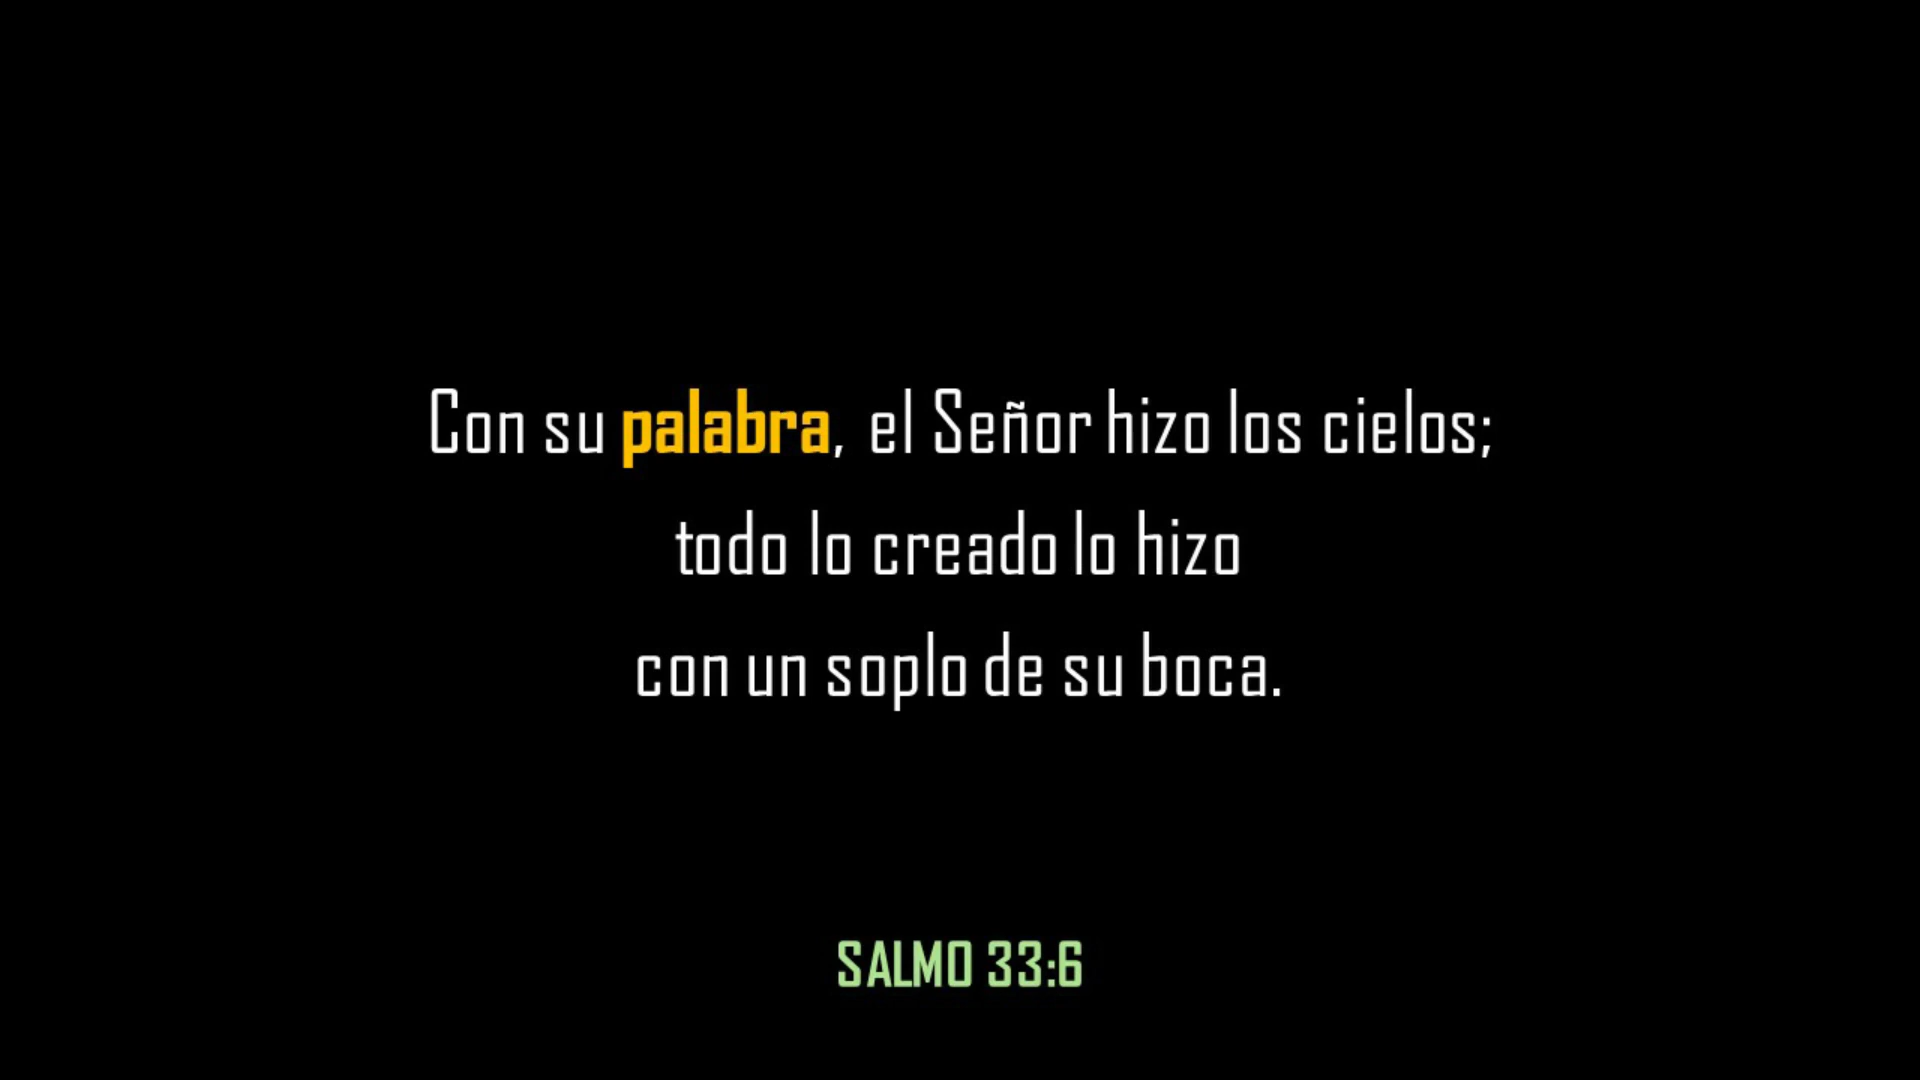 Con su palabra, el Señor hizo los cielos;
todo lo creado lo hizo
con un soplo de su boca.
SALMO 33:6